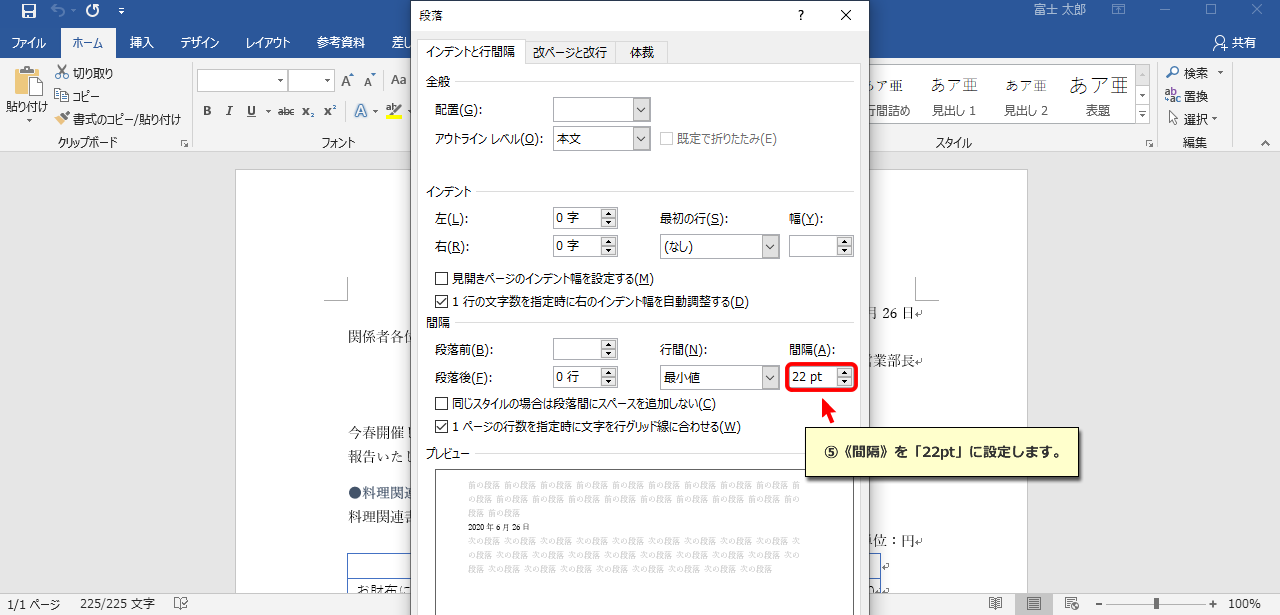 富士 太郎
ファイル ホーム 挿入 デザイン レイアウト 参考資料 差し
共有
貼り付け
切り取り
コピー
書式のコピー/貼り付け
クリップボード
A A Aa
B I U abc x₂ x² A ab
フォント
あア亜 あア亜 あア亜
行間詰め 見出し 1 見出し 2 表題
スタイル
検索
置換
選択
編集
段落
?
インデントと行間隔 改ページと改行 体裁
全般
配置(G):
アウトライン レベル(O): 本文 既定で折りたたみ(E)
インデント
左(L): 0 字 最初の行(S): 幅(Y):
右(R): 0 字 (なし)
見開きページのインデント幅を設定する(M)
1 行の文字数を指定時に右のインデント幅を自動調整する(D)
間隔
段落前(B): 行間(N): 間隔(A):
段落後(F): 0 行 最小値 22 pt
同じスタイルの場合は段落間にスペースを追加しない(C)
1 ページの行数を指定時に文字を行グリッド線に合わせる(W)
プレビュー
前の段落 前の段落 前の段落 前の段落 前の段落 前の段落 前の段落 前の段落 前の段落 前
の段落 前の段落 前の段落 前の段落 前の段落 前の段落 前の段落 前の段落 前の段落 前の
段落 前の段落
2020 年 6 月 26 日
次の段落 次の段落 次の段落 次の段落 次の段落 次の段落 次の段落 次の段落 次の段落 次
の段落 次の段落 次の段落 次の段落 次の段落 次の段落 次の段落 次の段落 次の段落 次の
段落 次の段落 次の段落 次の段落 次の段落 次の段落 次の段落 次の段落 次の段落
⑤《間隔》を「22pt」に設定します。
月 26 日
関係者各位
営業部長
今春開催し
報告いたし
●料理関連
料理関連書
単位：円
お財布に
1/1 ページ 225/225 文字
100%